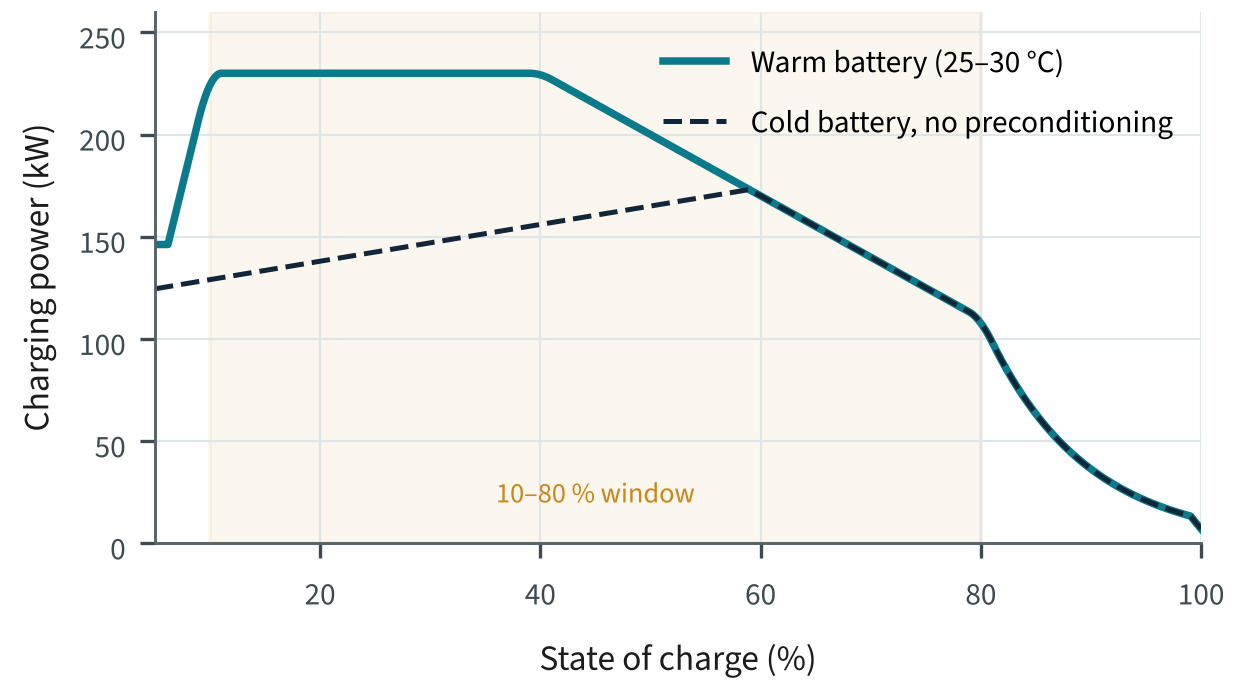 250
200
150
100
50
0
Charging power (kW)
Warm battery (25–30 °C)
Cold battery, no preconditioning
10–80 % window
20 40 60 80 100
State of charge (%)